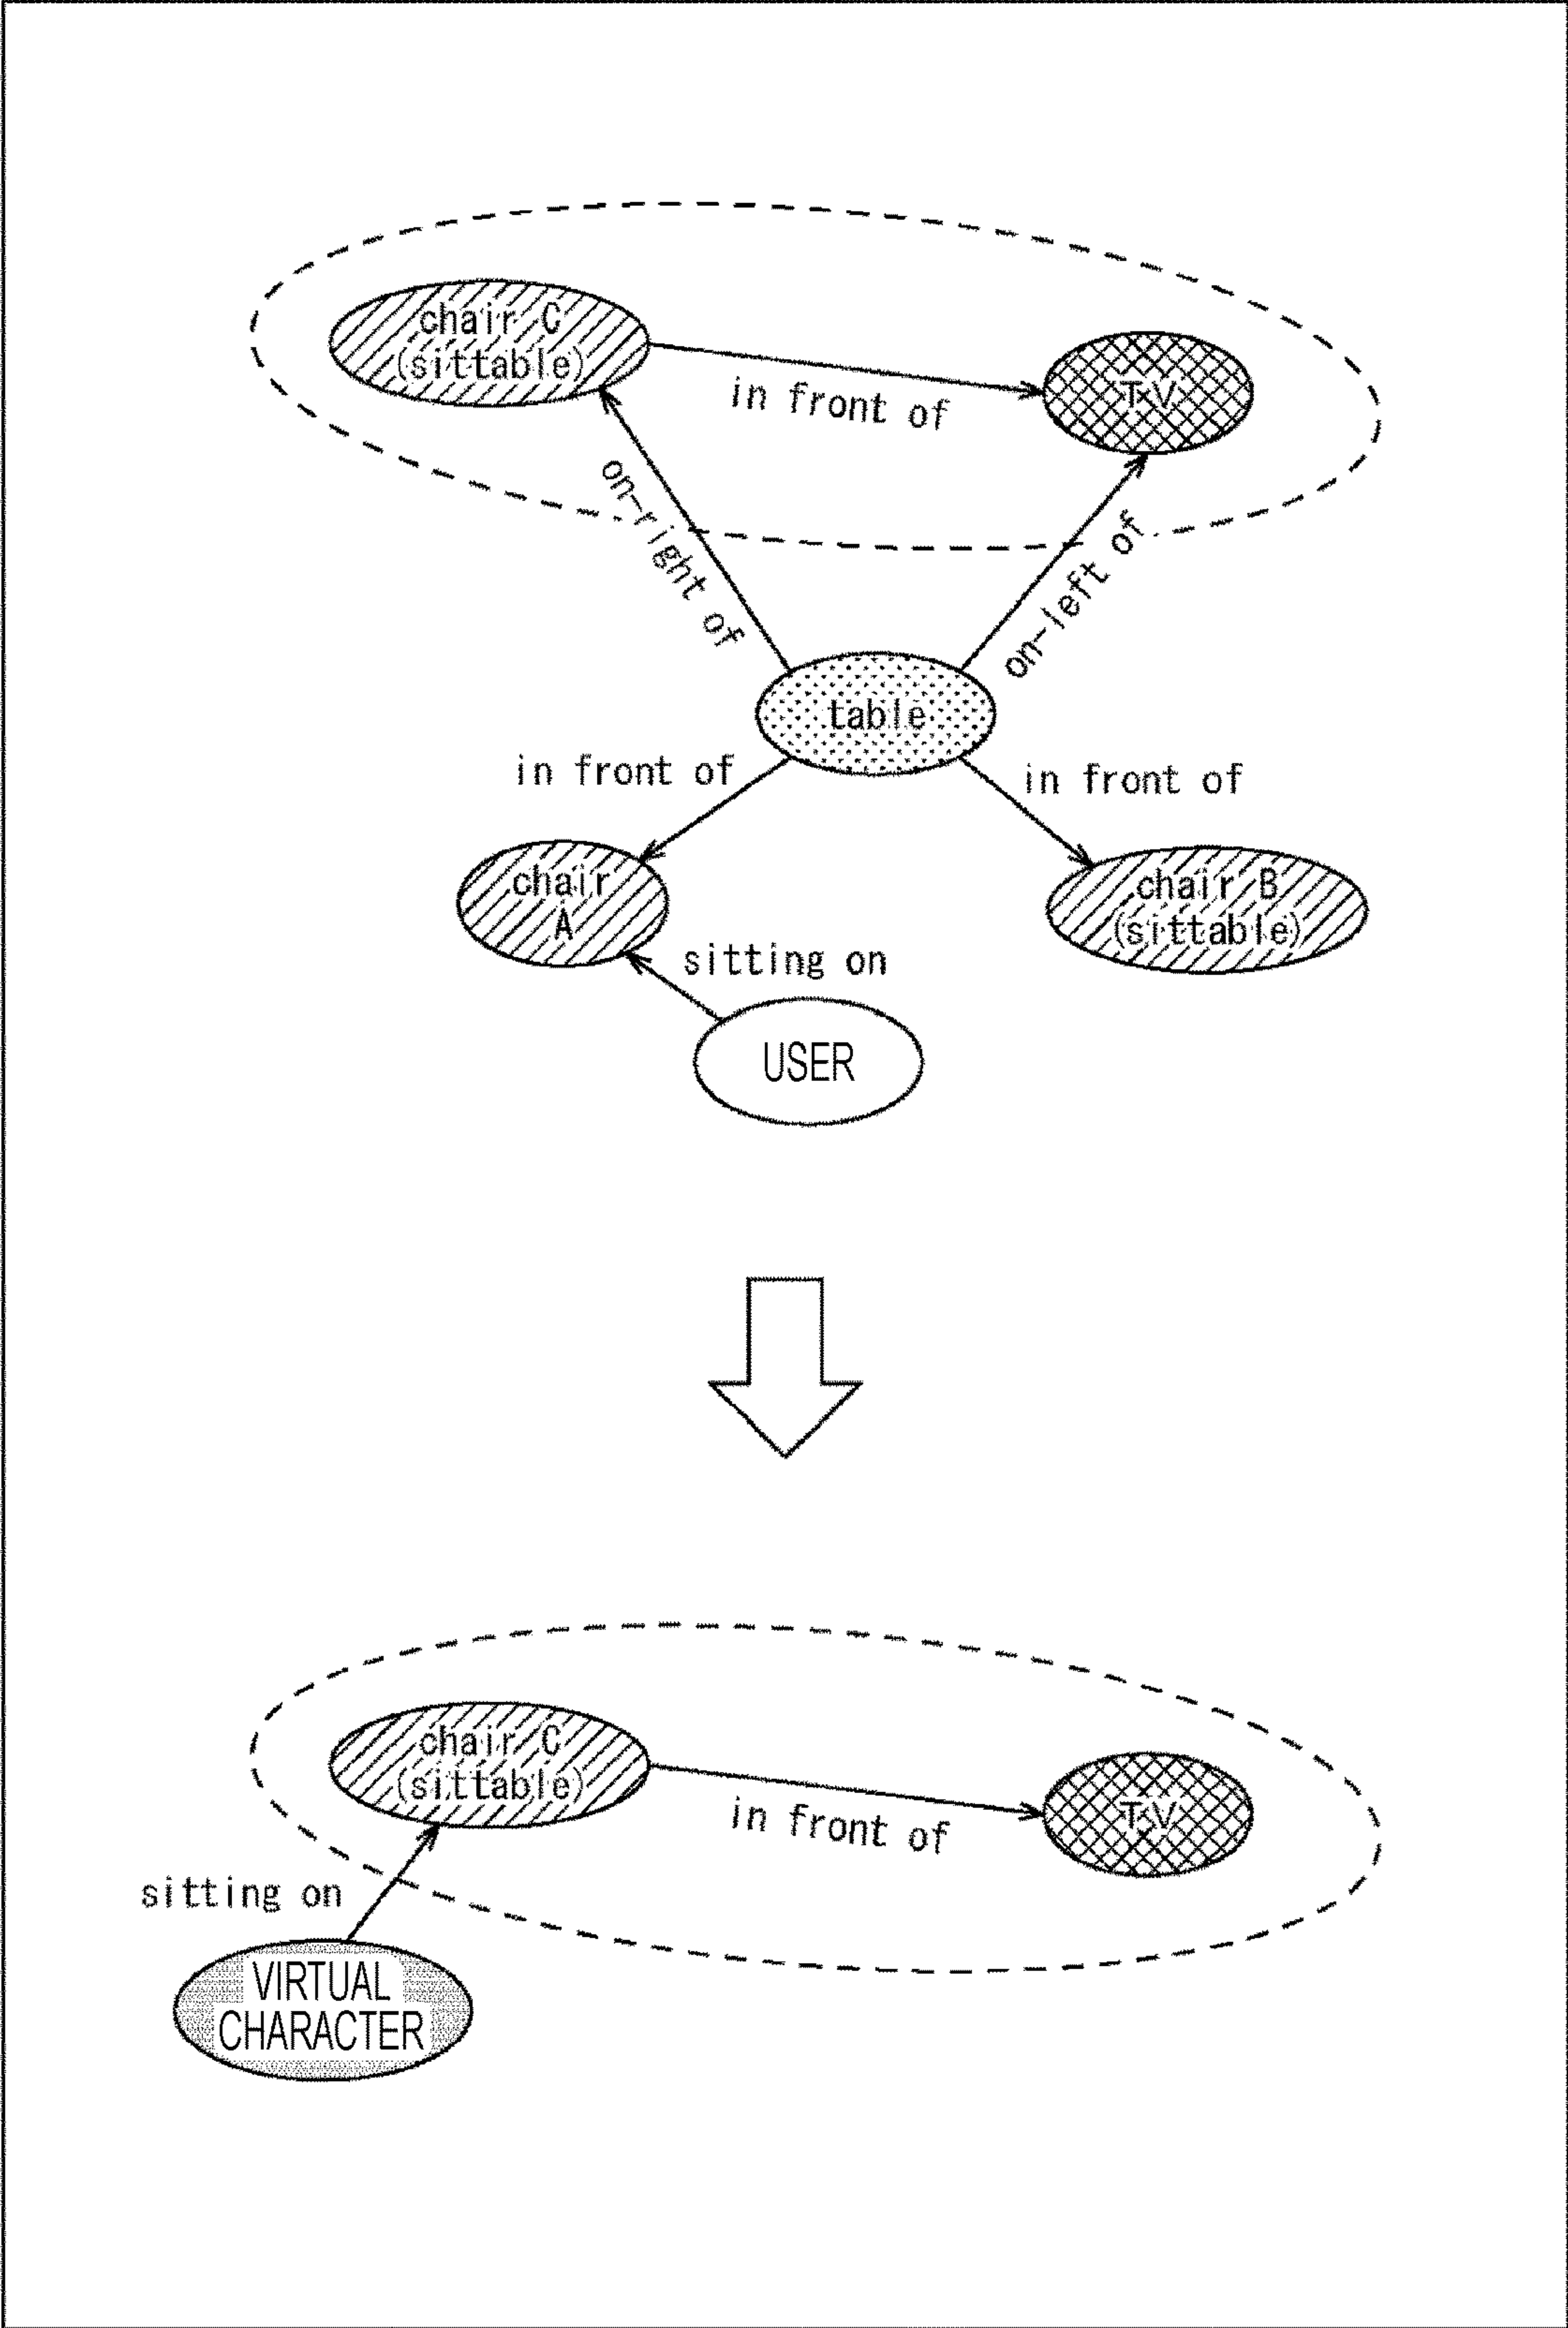 chair C
(sittable)
in front of
TV
on-right of
on-left of
table
in front of
in front of
chair
A
chair B
(sittable)
sitting on
USER
chair C
(sittable)
in front of
TV
sitting on
VIRTUAL
CHARACTER